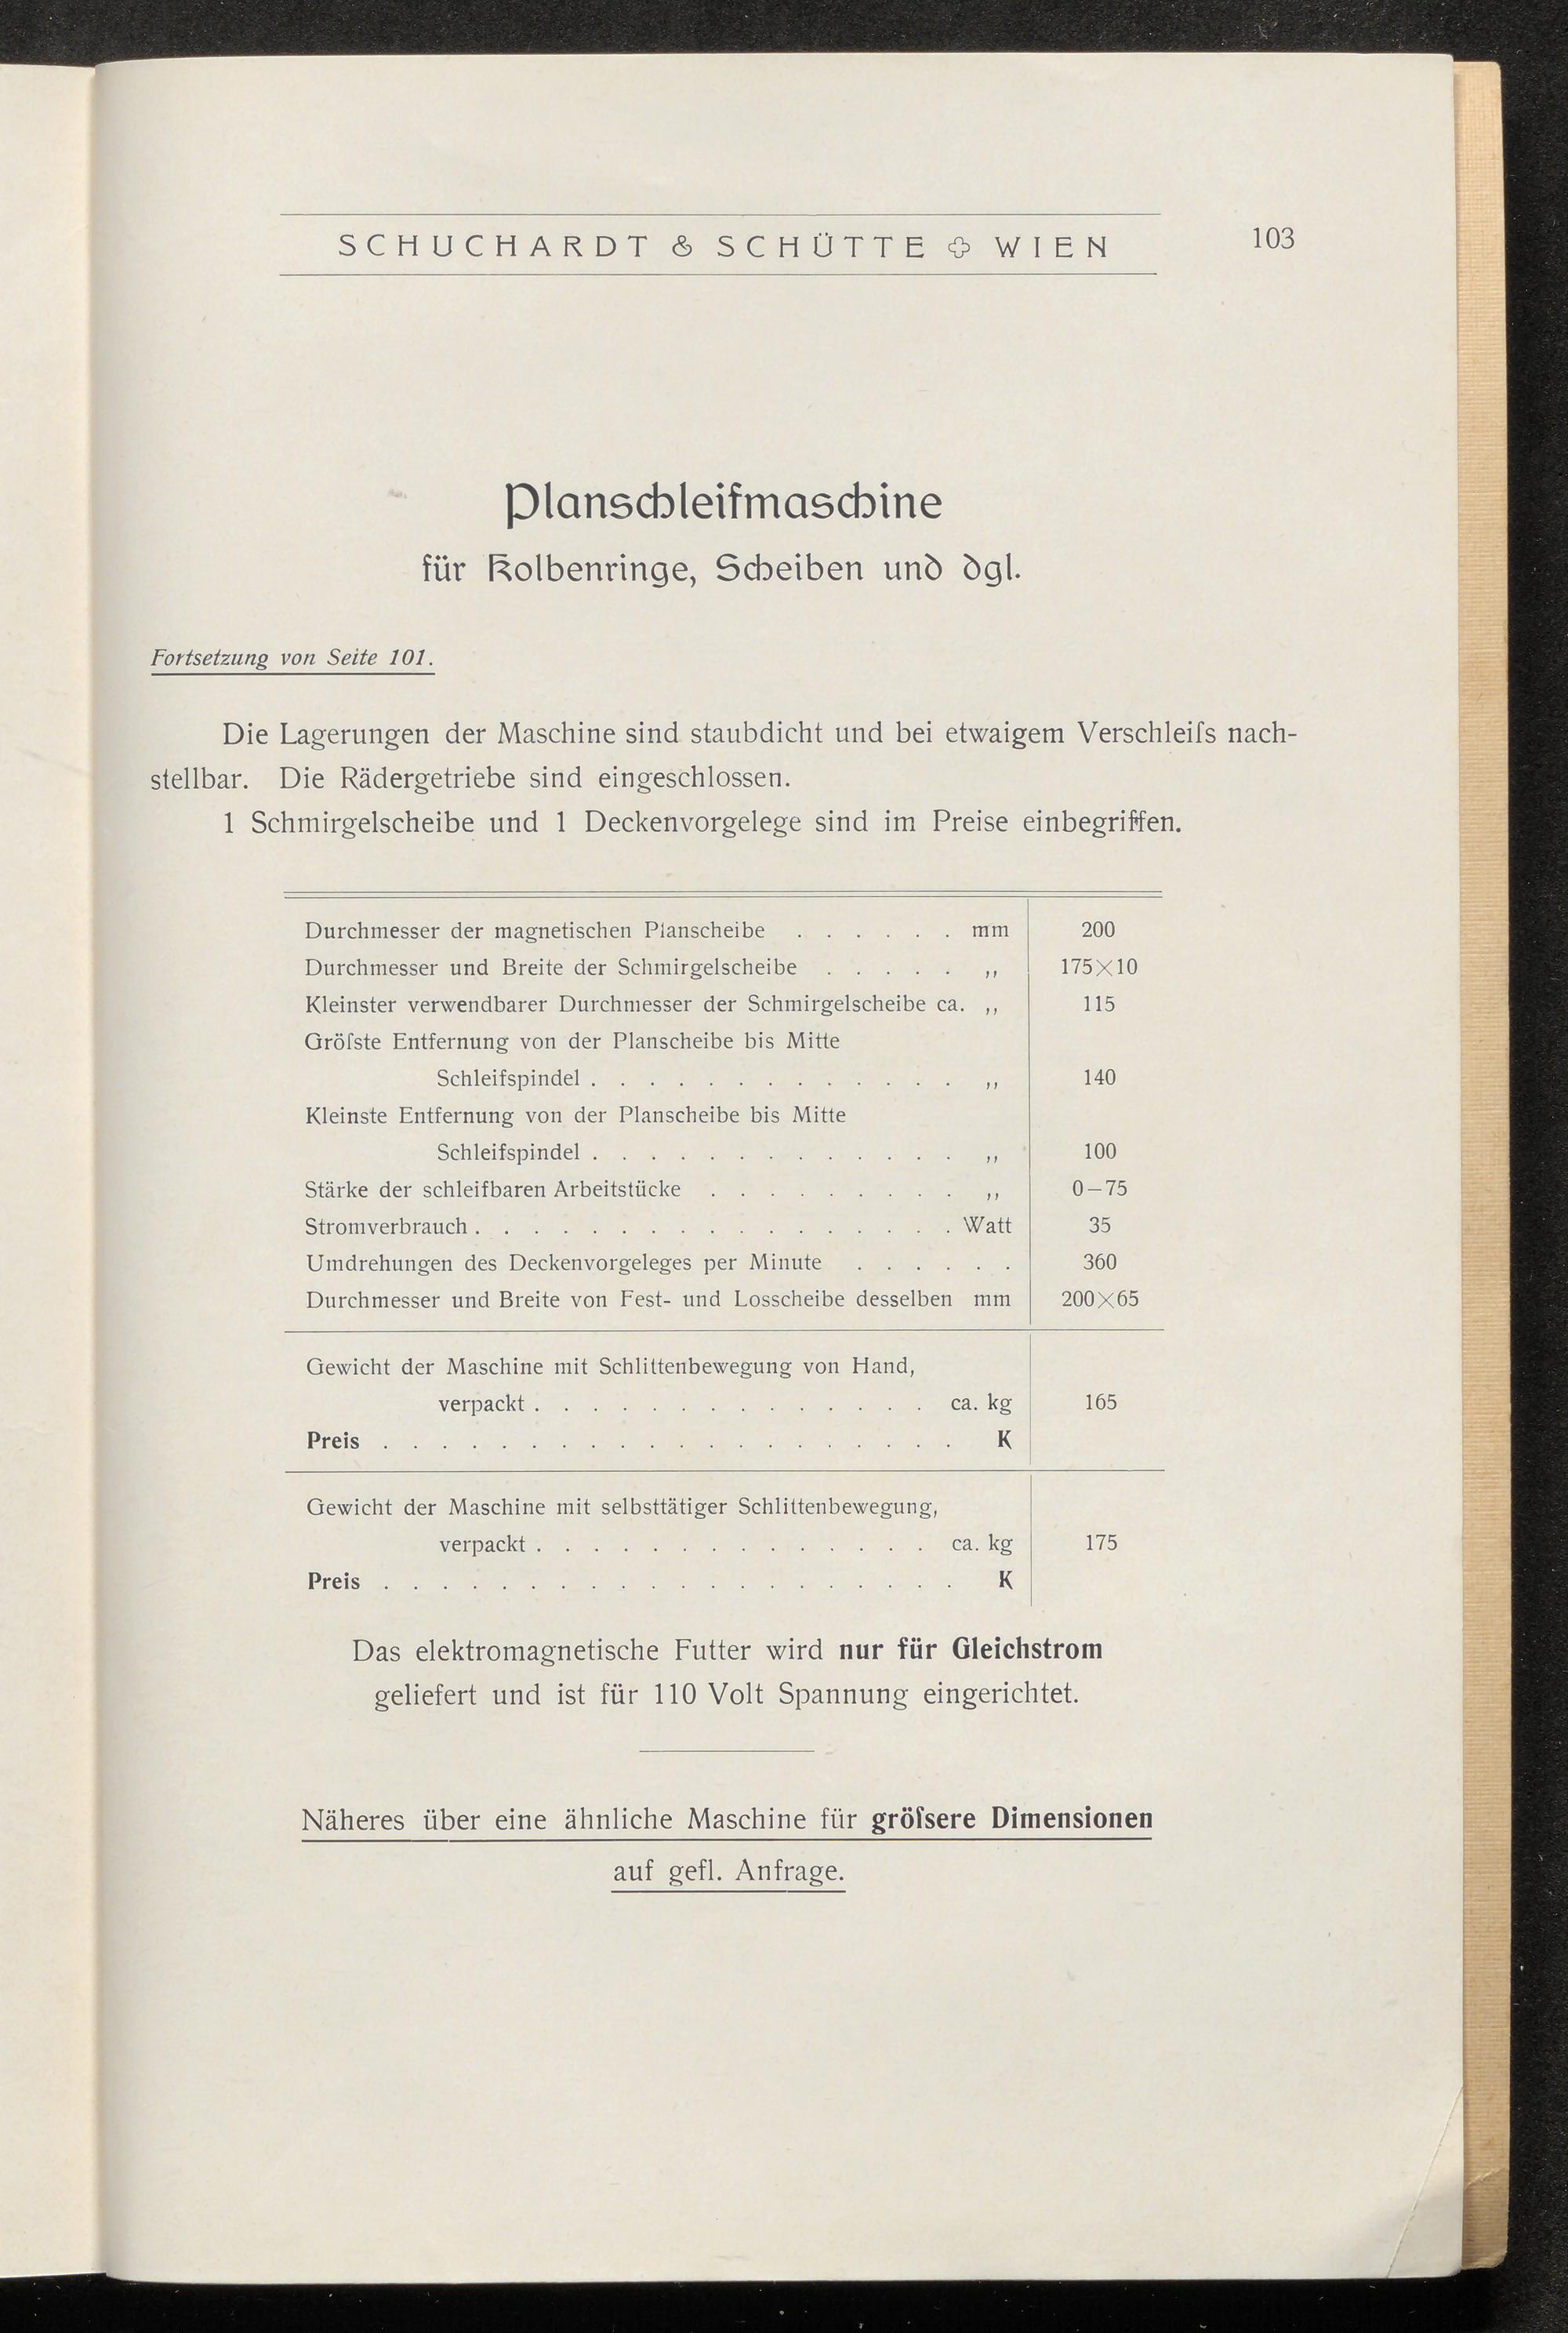 SCHUCHARDT & SCHÜTTE ✣ WIEN
103
Planschleifmaschine
für Kolbenringe, Scheiben und dgl.
Fortsetzung von Seite 101.
Die Lagerungen der Maschine sind staubdicht und bei etwaigem Verschleiſs nach-
stellbar. Die Rädergetriebe sind eingeschlossen.
1 Schmirgelscheibe und 1 Deckenvorgelege sind im Preise einbegriffen.
Durchmesser der magnetischen Planscheibe . . . . . . mm 200
Durchmesser und Breite der Schmirgelscheibe . . . . . ,, 175×10
Kleinster verwendbarer Durchmesser der Schmirgelscheibe ca. ,, 115
Gröſste Entfernung von der Planscheibe bis Mitte
Schleifspindel . . . . . . . . . . . . . ,, 140
Kleinste Entfernung von der Planscheibe bis Mitte
Schleifspindel . . . . . . . . . . . . . ,, 100
Stärke der schleifbaren Arbeitstücke . . . . . . . . . ,, 0—75
Stromverbrauch . . . . . . . . . . . . . . . . . Watt 35
Umdrehungen des Deckenvorgeleges per Minute . . . . . . 360
Durchmesser und Breite von Fest- und Losscheibe desselben mm 200×65
Gewicht der Maschine mit Schlittenbewegung von Hand,
verpackt . . . . . . . . . . . . . . ca. kg 165
Preis . . . . . . . . . . . . . . . . . . . . K
Gewicht der Maschine mit selbsttätiger Schlittenbewegung,
verpackt . . . . . . . . . . . . . . ca. kg 175
Preis . . . . . . . . . . . . . . . . . . . . K
Das elektromagnetische Futter wird nur für Gleichstrom
geliefert und ist für 110 Volt Spannung eingerichtet.
Näheres über eine ähnliche Maschine für gröſsere Dimensionen
auf gefl. Anfrage.